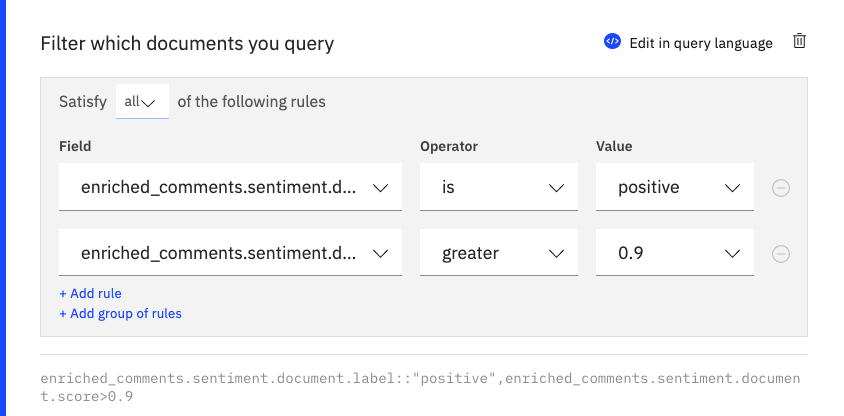 Filter which documents you query
</> Edit in query language
Satisfy all of the following rules
Field Operator Value
enriched_comments.sentiment.d... is positive
enriched_comments.sentiment.d... greater 0.9
+ Add rule
+ Add group of rules
enriched_comments.sentiment.document.label::"positive",enriched_comments.sentiment.documen
t.score>0.9